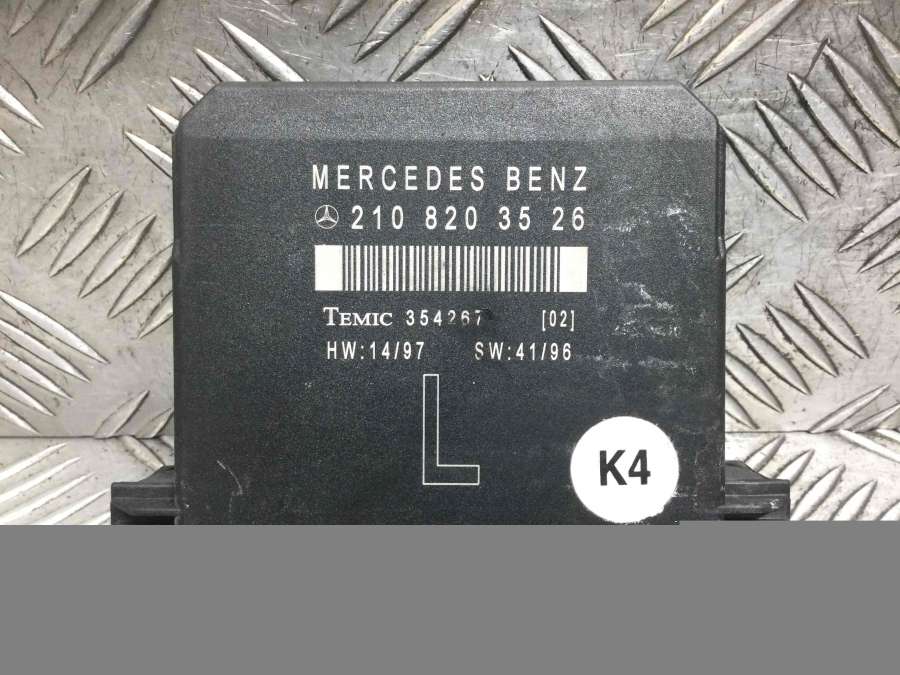 MERCEDES BENZ
210 820 35 26
TEMIC 354267 [02]
HW:14/97 SW:41/96
L
K4